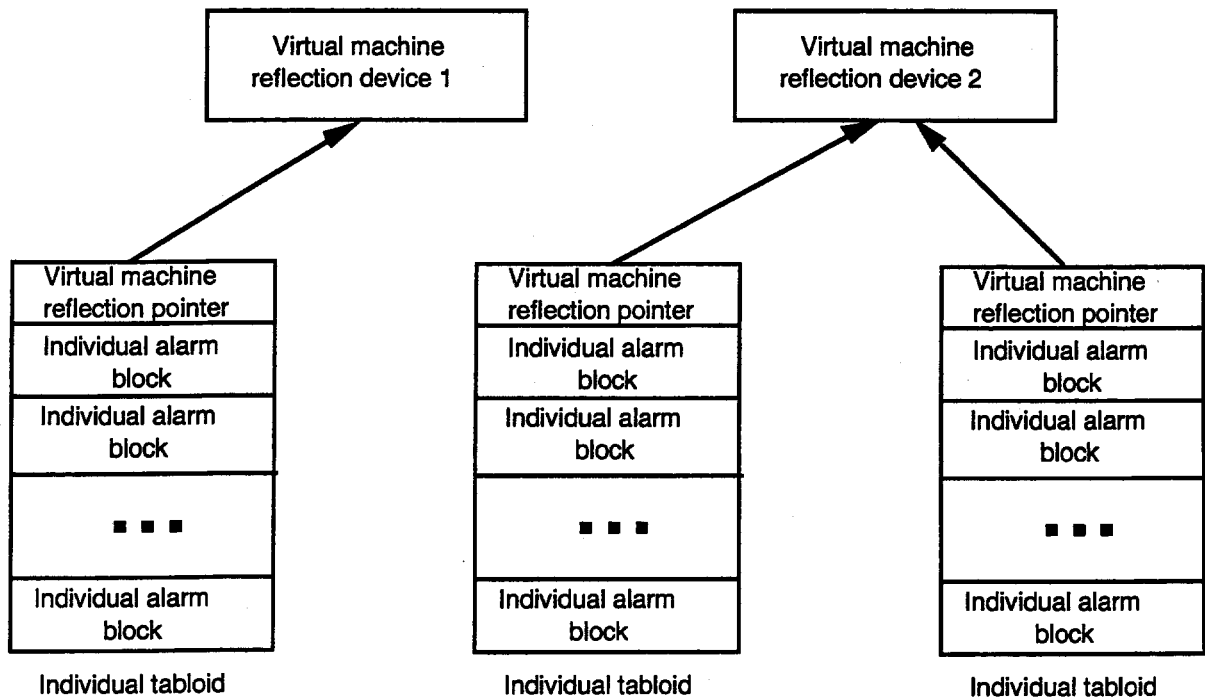 Virtual machine
reflection device 1
Virtual machine
reflection device 2
Virtual machine
reflection pointer
Individual alarm
block
Individual alarm
block
Individual alarm
block
Individual tabloid
Virtual machine
reflection pointer
Individual alarm
block
Individual alarm
block
Individual alarm
block
Individual tabloid
Virtual machine
reflection pointer
Individual alarm
block
Individual alarm
block
Individual alarm
block
Individual tabloid